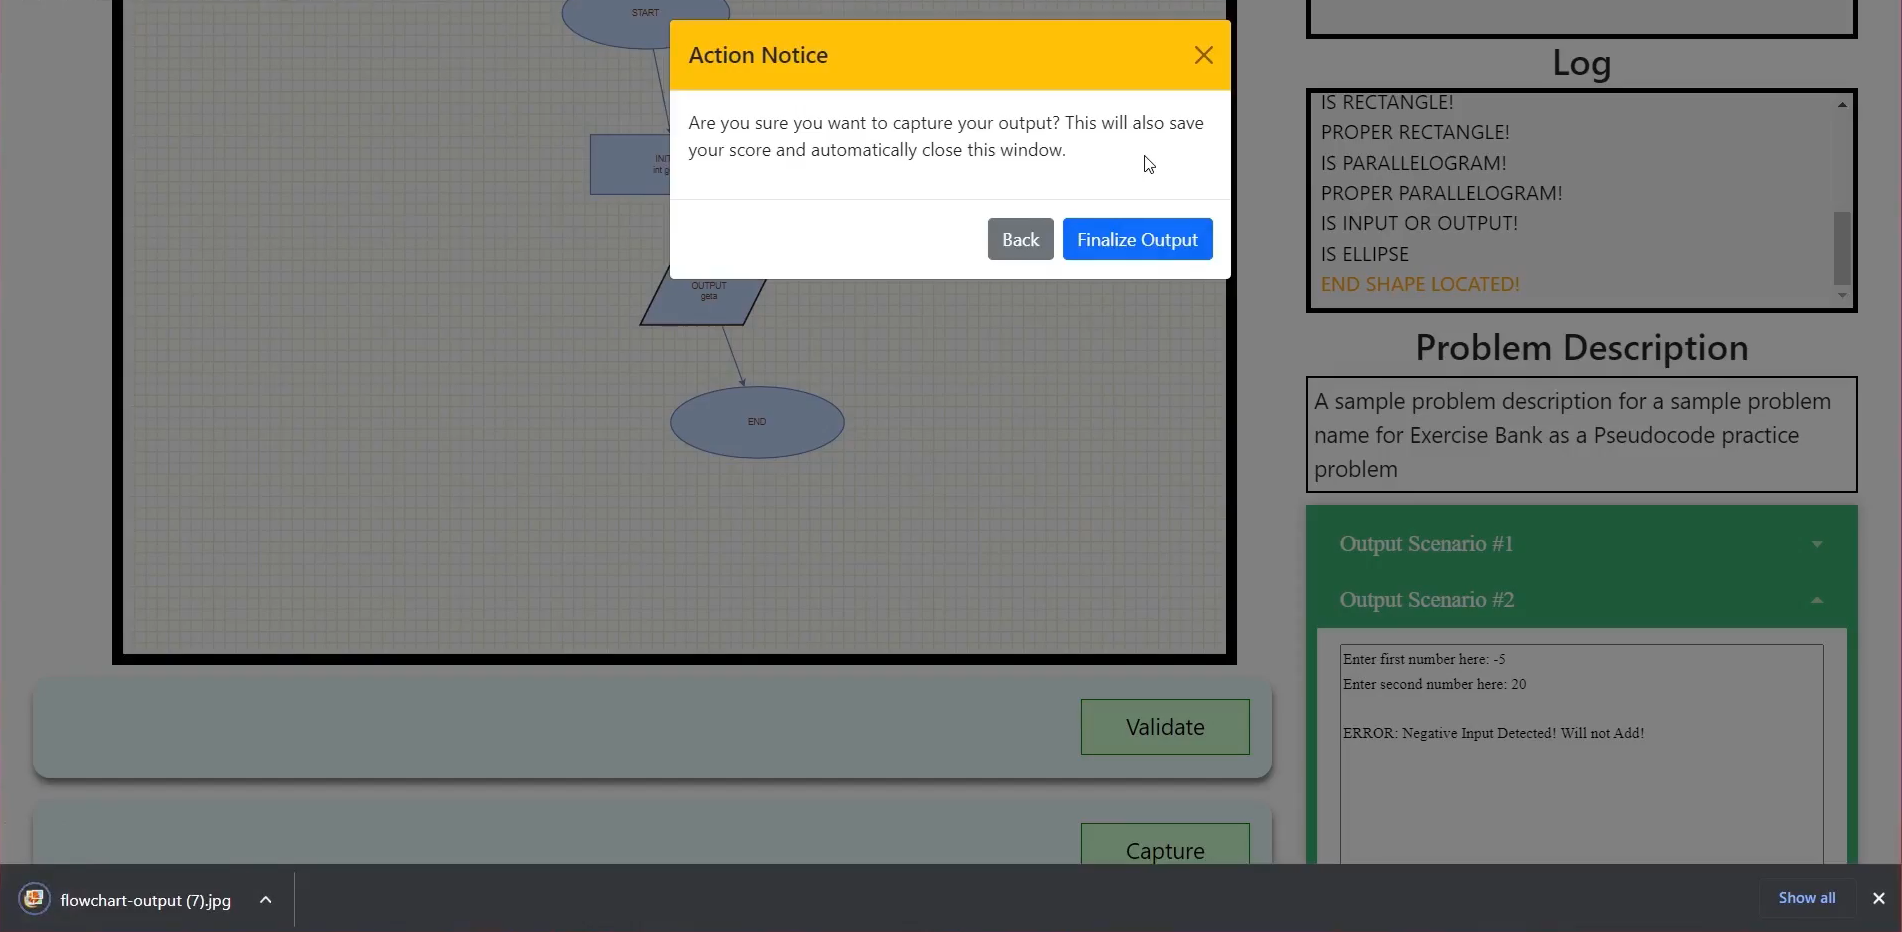 START
Action Notice
Are you sure you want to capture your output? This will also save
your score and automatically close this window.
Back
Finalize Output
INIT
int g
OUTPUT
geta
END
Validate
Capture
Log
IS RECTANGLE!
PROPER RECTANGLE!
IS PARALLELOGRAM!
PROPER PARALLELOGRAM!
IS INPUT OR OUTPUT!
IS ELLIPSE
END SHAPE LOCATED!
Problem Description
A sample problem description for a sample problem
name for Exercise Bank as a Pseudocode practice
problem
Output Scenario #1
Output Scenario #2
Enter first number here: -5
Enter second number here: 20
ERROR: Negative Input Detected! Will not Add!
flowchart-output (7).jpg
Show all